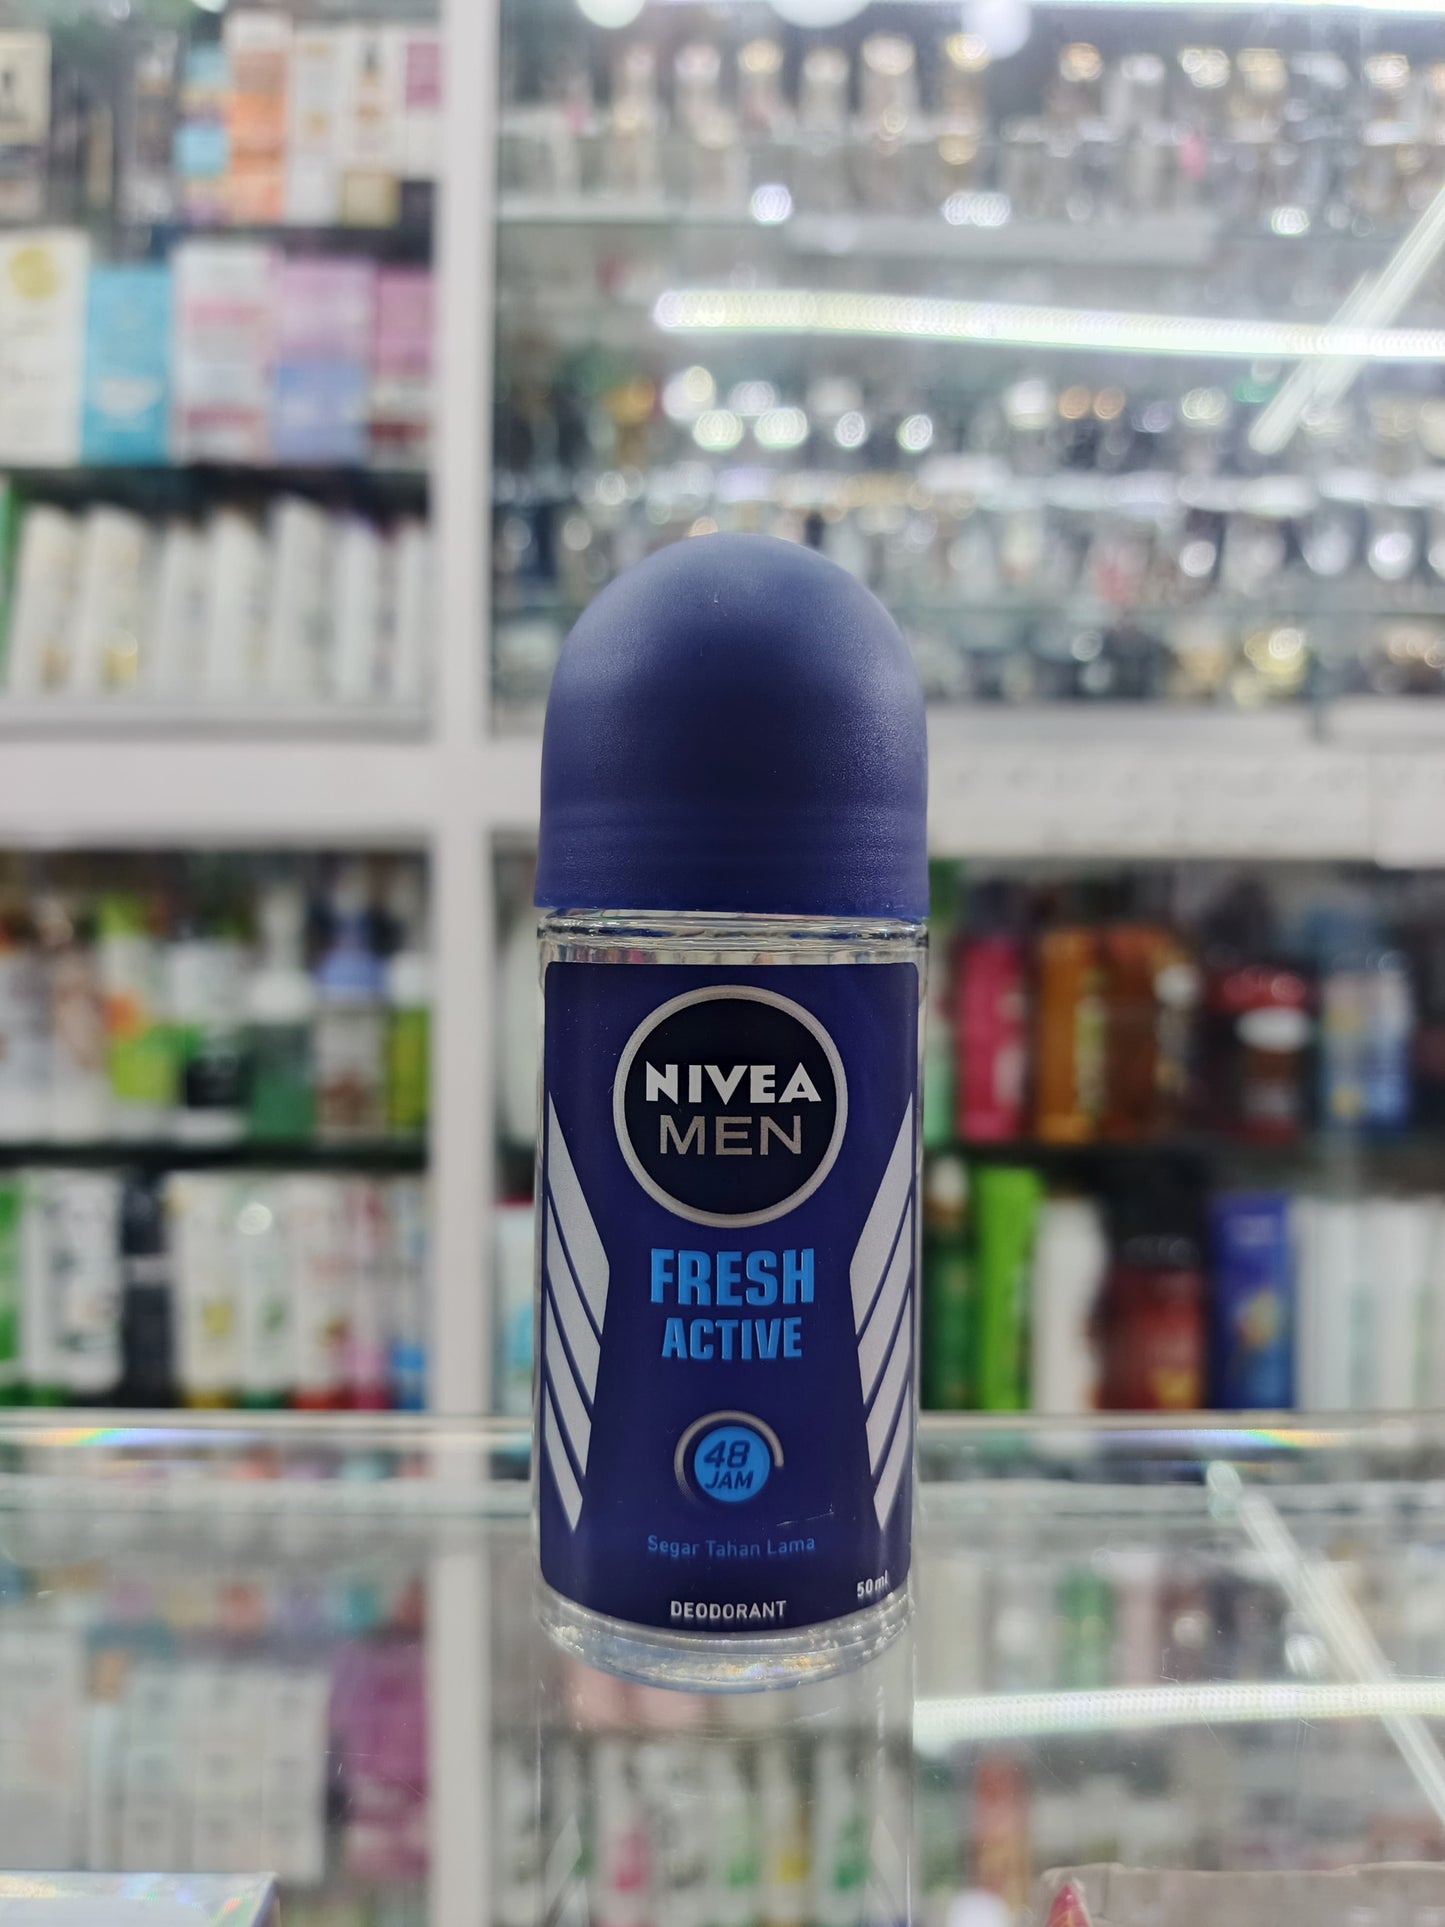 NIVEA
MEN
FRESH
ACTIVE
48
JAM
Segar Tahan Lama
50 ml
DEODORANT